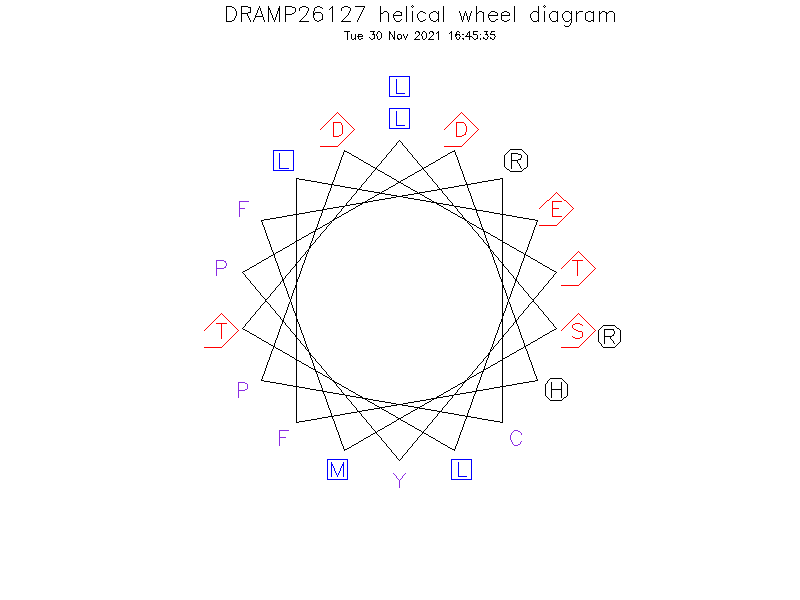 DRAMP26127 helical wheel diagram
Tue 30 Nov 2021 16:45:35
L
L
D D
L R
F E
P T
T S R
P H
F C
M L
Y